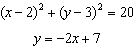 (x−2)² + (y−3)² = 20
y = −2x + 7